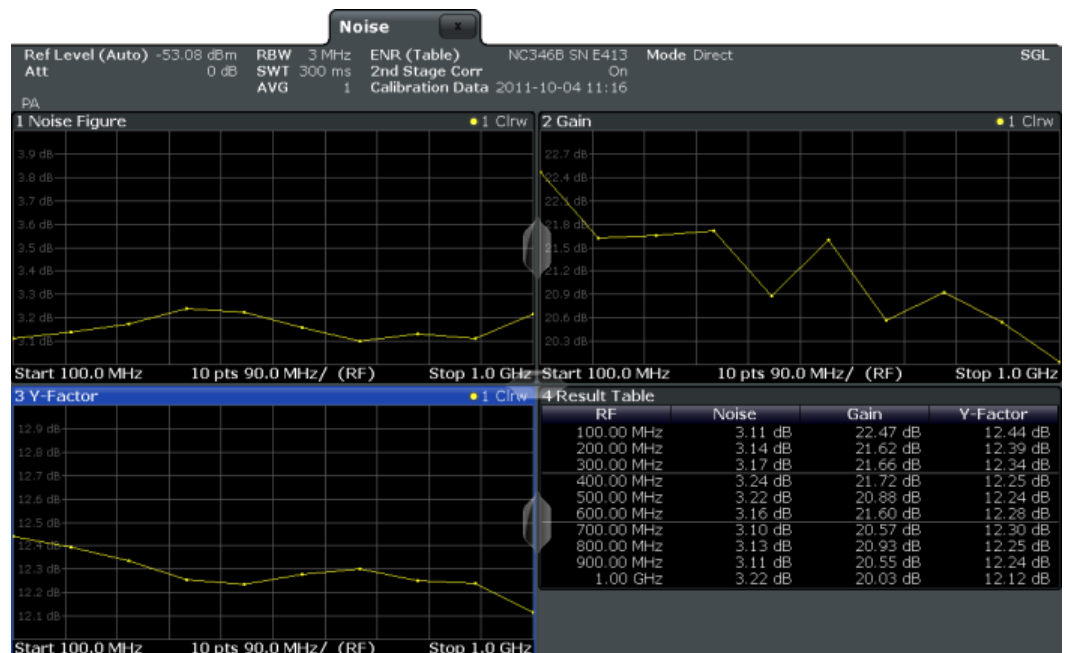 Noise x
Ref Level (Auto) -53.08 dBm RBW 3 MHz ENR (Table) NC346B SN E413 Mode Direct SGL
Att 0 dB SWT 300 ms 2nd Stage Corr On
AVG 1 Calibration Data 2011-10-04 11:16
PA
1 Noise Figure 1 Clrw
3.9 dB
3.8 dB
3.7 dB
3.6 dB
3.5 dB
3.4 dB
3.3 dB
3.2 dB
3.1 dB
Start 100.0 MHz 10 pts 90.0 MHz/ (RF) Stop 1.0 GHz
2 Gain 1 Clrw
22.7 dB
22.4 dB
22.1 dB
21.8 dB
21.5 dB
21.2 dB
20.9 dB
20.6 dB
20.3 dB
Start 100.0 MHz 10 pts 90.0 MHz/ (RF) Stop 1.0 GHz
3 Y-Factor 1 Clrw
12.9 dB
12.8 dB
12.7 dB
12.6 dB
12.5 dB
12.4 dB
12.3 dB
12.2 dB
12.1 dB
Start 100.0 MHz 10 pts 90.0 MHz/ (RF) Stop 1.0 GHz
4 Result Table
RF Noise Gain Y-Factor
100.00 MHz 3.11 dB 22.47 dB 12.44 dB
200.00 MHz 3.14 dB 21.62 dB 12.39 dB
300.00 MHz 3.17 dB 21.66 dB 12.34 dB
400.00 MHz 3.24 dB 21.72 dB 12.25 dB
500.00 MHz 3.22 dB 20.88 dB 12.24 dB
600.00 MHz 3.16 dB 21.60 dB 12.28 dB
700.00 MHz 3.10 dB 20.57 dB 12.30 dB
800.00 MHz 3.13 dB 20.93 dB 12.25 dB
900.00 MHz 3.11 dB 20.55 dB 12.24 dB
1.00 GHz 3.22 dB 20.03 dB 12.12 dB